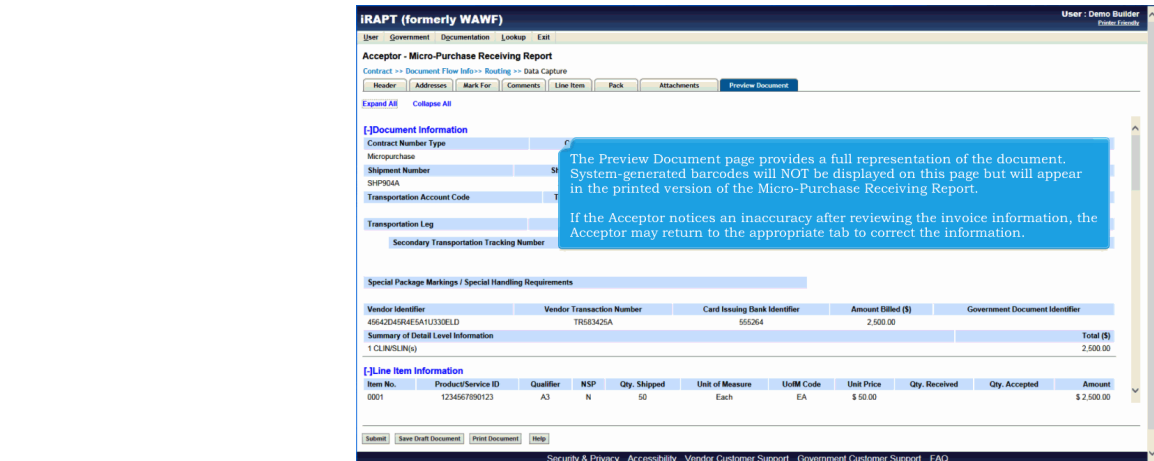 iRAPT (formerly WAWF)
User : Demo Builder
Printer Friendly
User Government Documentation Lookup Exit
Acceptor - Micro-Purchase Receiving Report
Contract >> Document Flow Info>> Routing >> Data Capture
Header Addresses Mark For Comments Line Item Pack Attachments Preview Document
Expand All Collapse All
[-]Document Information
Contract Number Type
Micropurchase
Shipment Number
SHP904A
Transportation Account Code
Transportation Leg
Secondary Transportation Tracking Number
The Preview Document page provides a full representation of the document.
System-generated barcodes will NOT be displayed on this page but will appear
in the printed version of the Micro-Purchase Receiving Report.
If the Acceptor notices an inaccuracy after reviewing the invoice information, the
Acceptor may return to the appropriate tab to correct the information.
Special Package Markings / Special Handling Requirements
Vendor Identifier Vendor Transaction Number Card Issuing Bank Identifier Amount Billed ($) Government Document Identifier
45642D45R4E5A1U330ELD TR583425A 555264 2,500.00
Summary of Detail Level Information Total ($)
1 CLIN/SLIN(s) 2,500.00
[-]Line Item Information
Item No. Product/Service ID Qualifier NSP Qty. Shipped Unit of Measure UofM Code Unit Price Qty. Received Qty. Accepted Amount
0001 1234567890123 A3 N 50 Each EA $ 50.00 $ 2,500.00
Submit Save Draft Document Print Document Help
Security & Privacy Accessibility Vendor Customer Support Government Customer Support FAQ